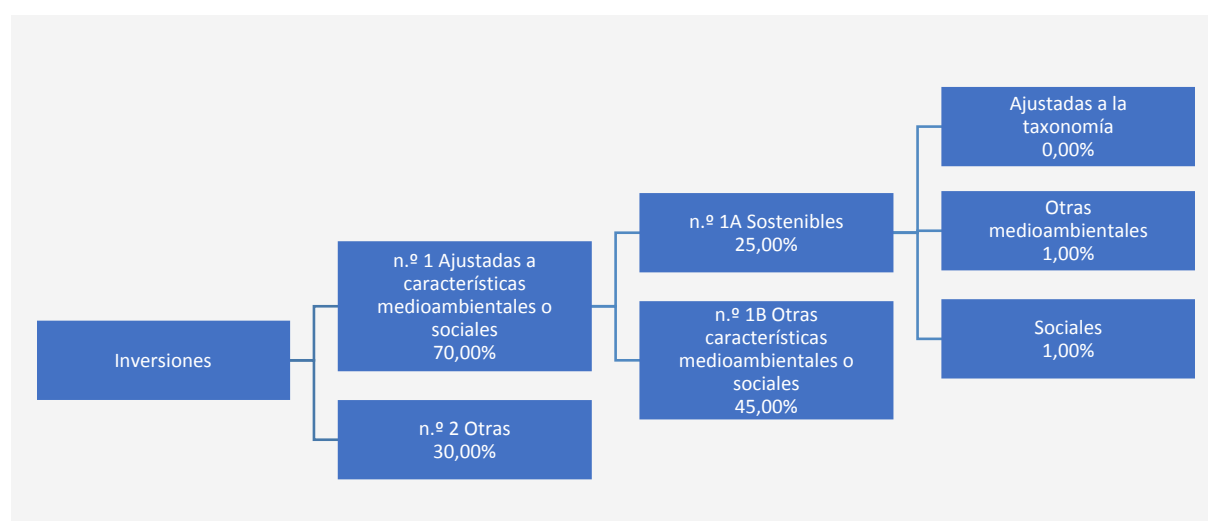 Inversiones
n.º 1 Ajustadas a
características
medioambientales o
sociales
70,00%
n.º 2 Otras
30,00%
n.º 1A Sostenibles
25,00%
n.º 1B Otras
características
medioambientales o
sociales
45,00%
Ajustadas a la
taxonomía
0,00%
Otras
medioambientales
1,00%
Sociales
1,00%